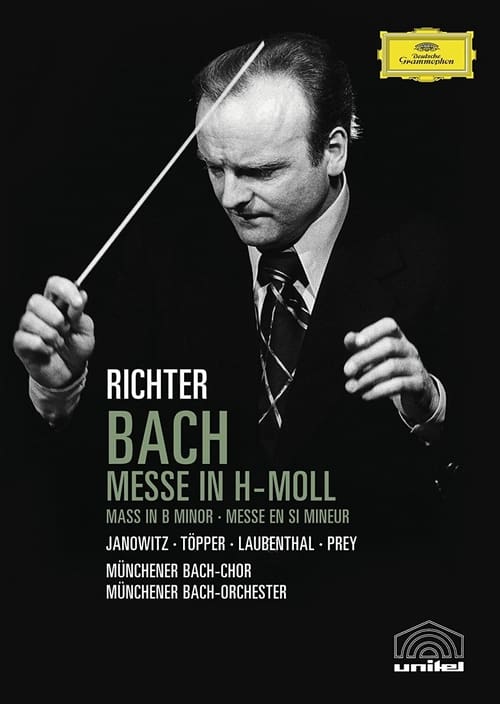 Deutsche
Grammophon
RICHTER
BACH
MESSE IN H-MOLL
MASS IN B MINOR · MESSE EN SI MINEUR
JANOWITZ · TÖPPER · LAUBENTHAL · PREY
MÜNCHENER BACH-CHOR
MÜNCHENER BACH-ORCHESTER
unitel